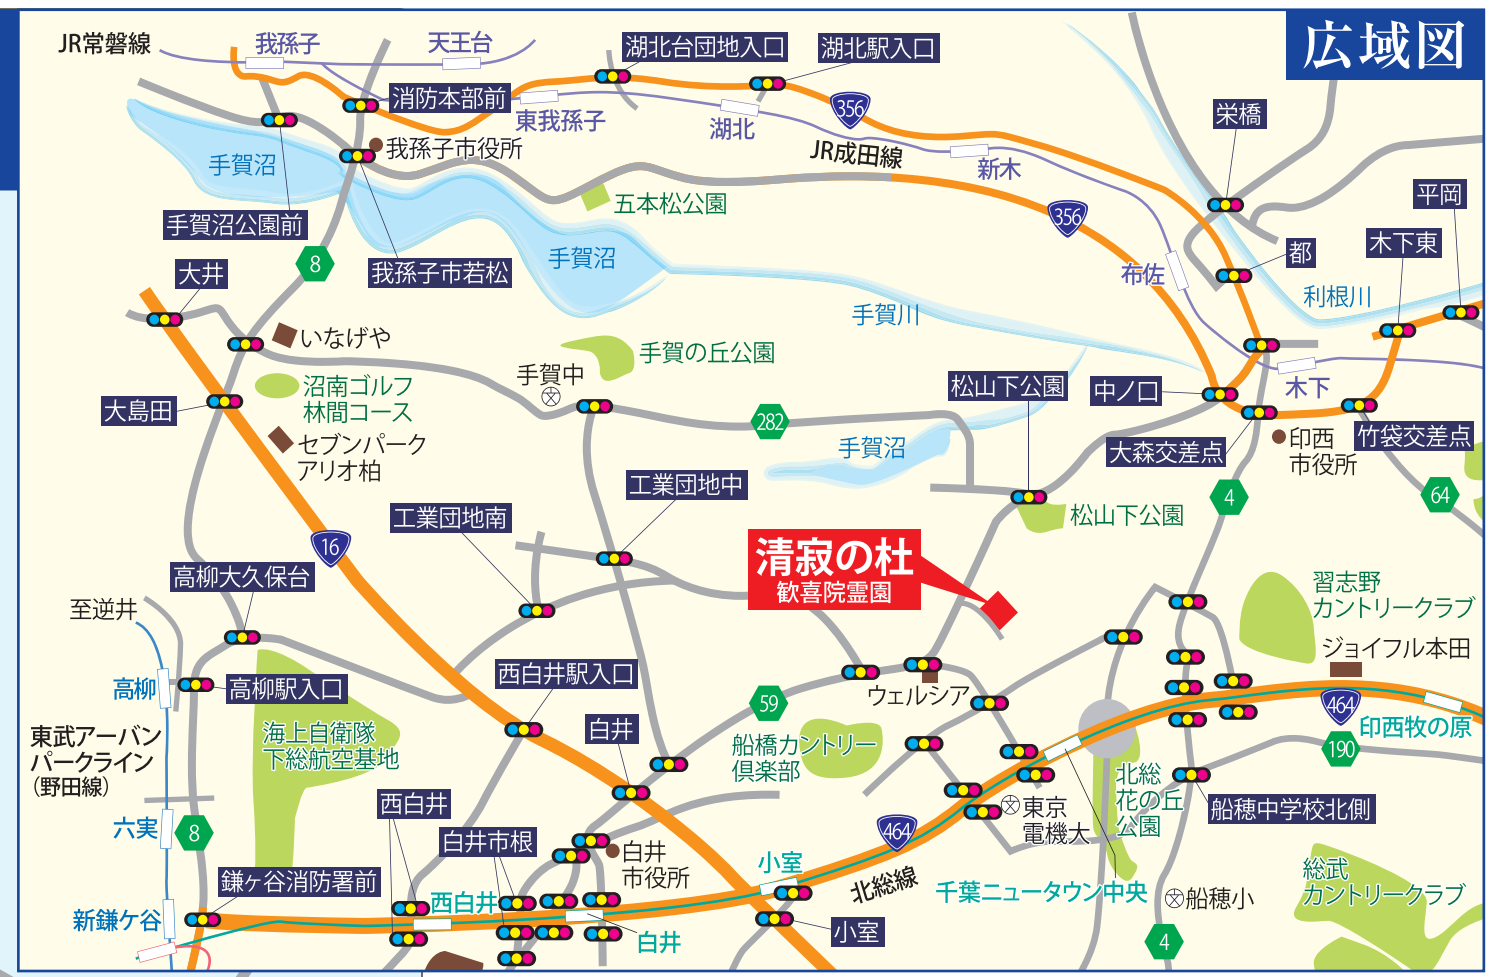 広域図
JR常磐線
我孫子
天王台
湖北台団地入口
湖北駅入口
消防本部前
東我孫子
湖北
356
JR成田線
新木
栄橋
平岡
我孫子市役所
手賀沼
五本松公園
手賀沼公園前
8
我孫子市若松
手賀沼
356
都
木下東
布佐
利根川
大井
手賀川
いなげや
手賀の丘公園
手賀中
文
沼南ゴルフ
林間コース
大島田
松山下公園
中ノ口
木下
282
セブンパーク
アリオ柏
手賀沼
大森交差点
印西
市役所
竹袋交差点
工業団地中
4
64
工業団地南
松山下公園
16
清寂の杜
歓喜院霊園
高柳大久保台
至逆井
習志野
カントリークラブ
ジョイフル本田
高柳
高柳駅入口
西白井駅入口
ウェルシア
59
464
印西牧の原
白井
東武アーバン
パークライン
(野田線)
海上自衛隊
下総航空基地
船橋カントリー
倶楽部
190
北総
花の丘
公園
船穂中学校北側
文
東京
電機大
西白井
六実
8
白井市根
464
白井
市役所
小室
北総線
千葉ニュータウン中央
文
船穂小
総武
カントリークラブ
鎌ヶ谷消防署前
西白井
新鎌ケ谷
白井
小室
4